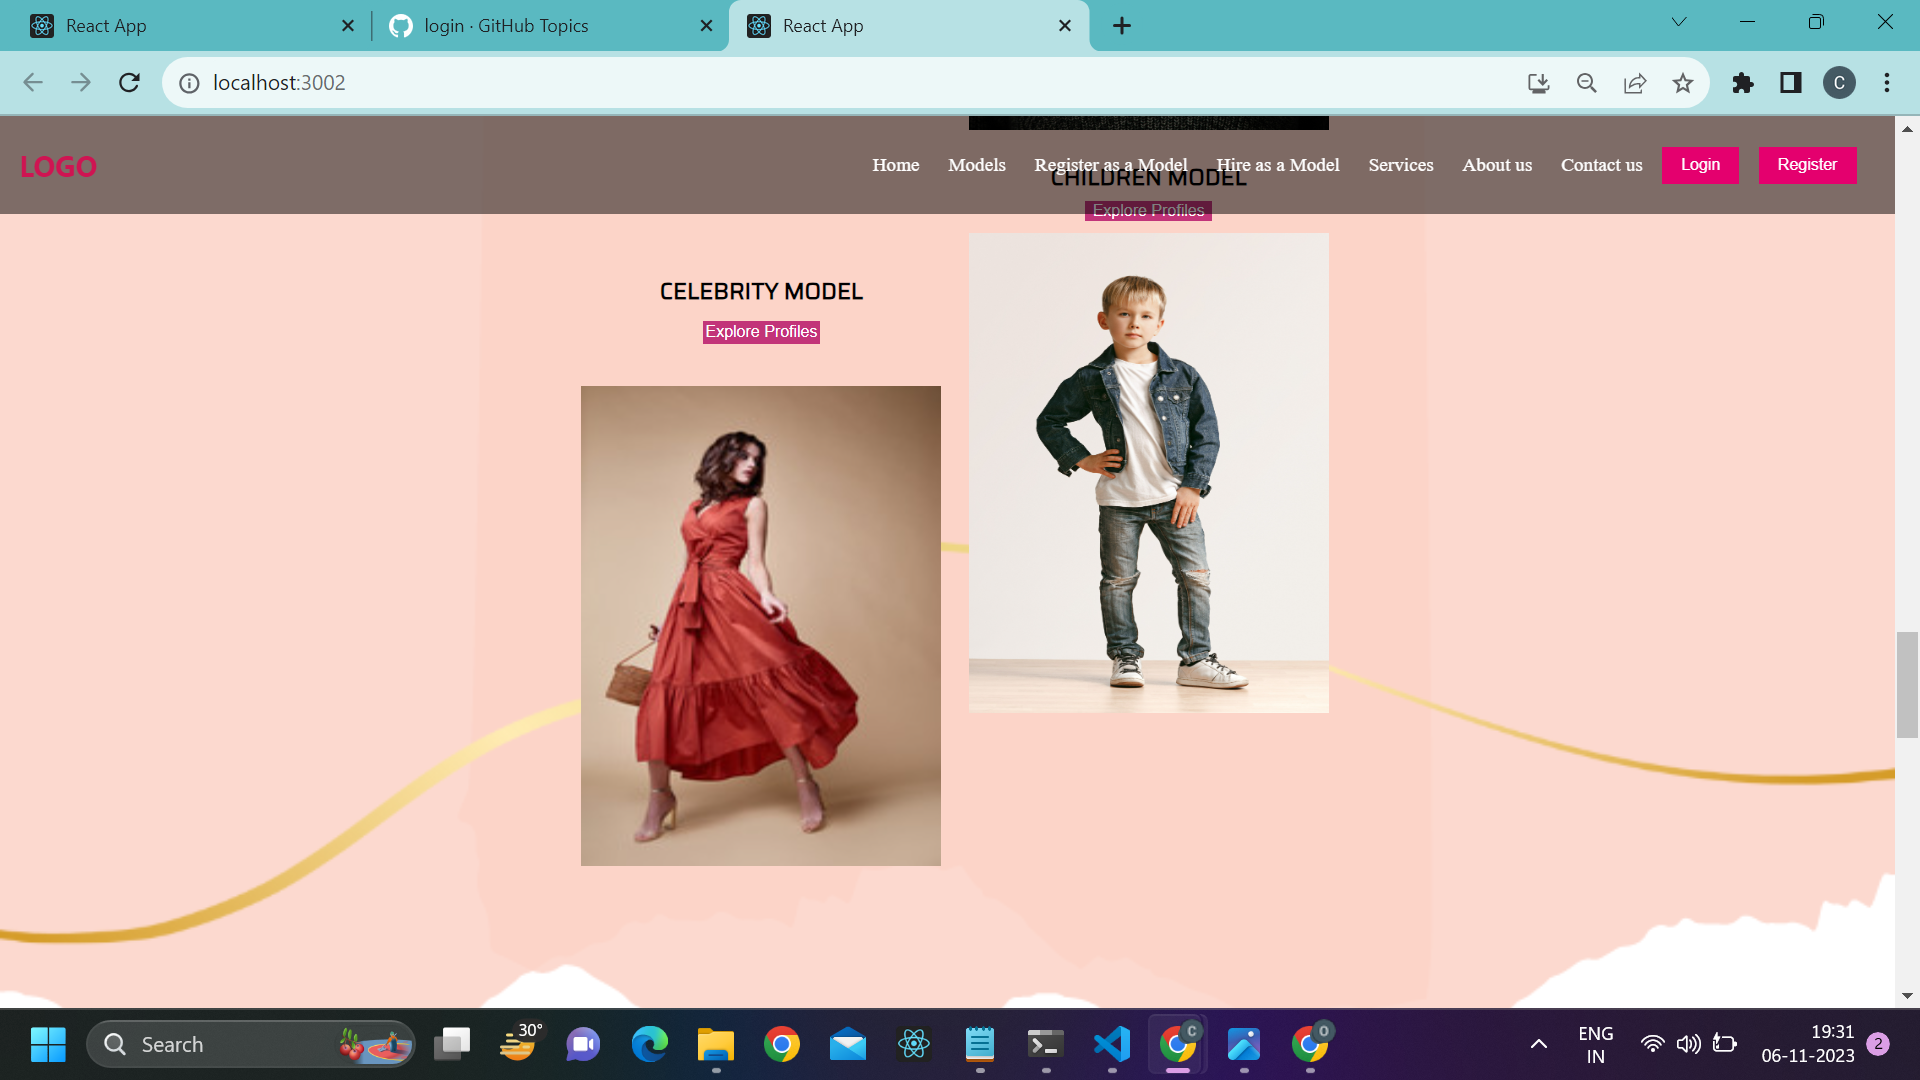 React App
login · GitHub Topics
React App
localhost:3002
C
LOGO
Home
Models
Register as a Model
Hire as a Model
Services
About us
Contact us
Login
Register
CHILDREN MODEL
Explore Profiles
CELEBRITY MODEL
Explore Profiles
Search
30°
C
O
ENG
IN
19:31
06-11-2023
2